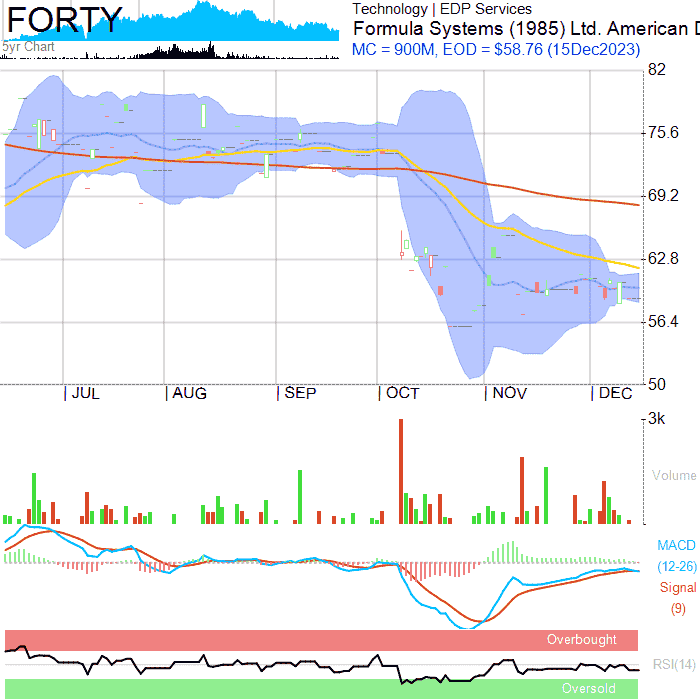 FORTY
5yr Chart
Technology | EDP Services
Formula Systems (1985) Ltd. American D
MC = 900M, EOD = $58.76 (15Dec2023)
82
75.6
69.2
62.8
56.4
50
JUL
AUG
SEP
OCT
NOV
DEC
3k
Volume
MACD
(12-26)
Signal
(9)
Overbought
RSI(14)
Oversold